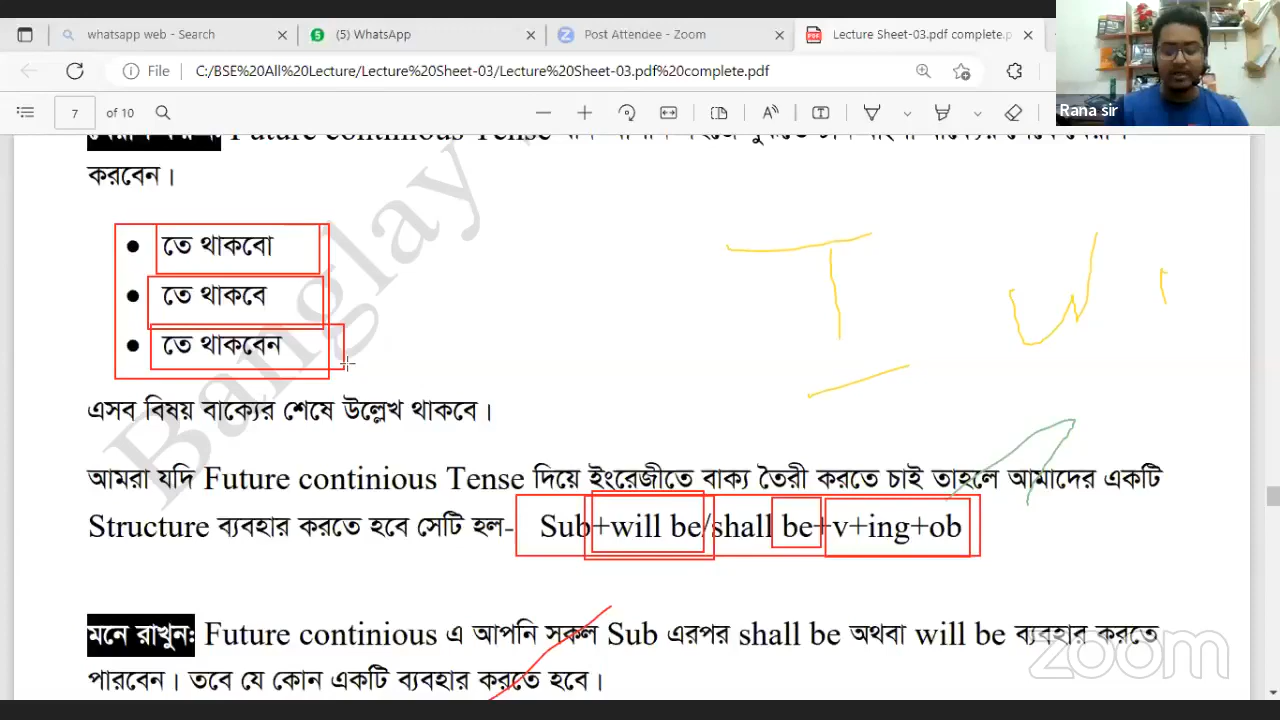 whatsapp web - Search
(5) WhatsApp
Post Attendee - Zoom
Lecture Sheet-03.pdf complete.p
File C:/BSE%20All%20Lecture/Lecture%20Sheet-03/Lecture%20Sheet-03.pdf%20complete.pdf
7 of 10
Rana sir
Future continious Tense
করবেন।
তে থাকবো
তে থাকবে
তে থাকবেন
এসব বিষয় বাক্যের শেষে উল্লেখ থাকবে।
আমরা যদি Future continious Tense দিয়ে ইংরেজীতে বাক্য তৈরী করতে চাই তাহলে আমাদের একটি
Structure ব্যবহার করতে হবে সেটি হল- Sub+will be/shall be+v+ing+ob
মনে রাখুন: Future continious এ আপনি সকল Sub এরপর shall be অথবা will be ব্যবহার করতে
পারবেন। তবে যে কোন একটি ব্যবহার করতে হবে।
Banglay
zoom